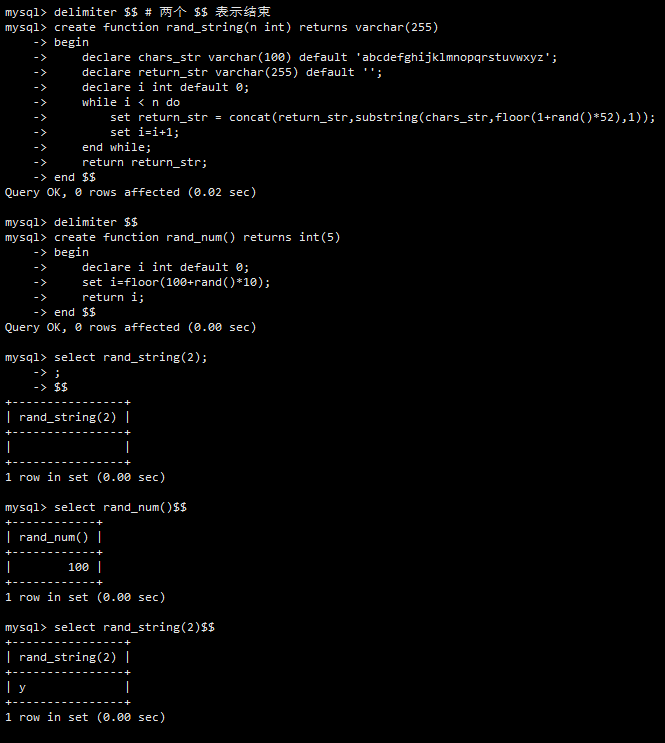 mysql> delimiter $$ # 两个 $$ 表示结束
mysql> create function rand_string(n int) returns varchar(255)
    -> begin
    ->     declare chars_str varchar(100) default 'abcdefghijklmnopqrstuvwxyz';
    ->     declare return_str varchar(255) default '';
    ->     declare i int default 0;
    ->     while i < n do
    ->         set return_str = concat(return_str,substring(chars_str,floor(1+rand()*52),1));
    ->         set i=i+1;
    ->     end while;
    ->     return return_str;
    -> end $$
Query OK, 0 rows affected (0.02 sec)

mysql> delimiter $$
mysql> create function rand_num() returns int(5)
    -> begin
    ->     declare i int default 0;
    ->     set i=floor(100+rand()*10);
    ->     return i;
    -> end $$
Query OK, 0 rows affected (0.00 sec)

mysql> select rand_string(2);
    -> ;
    -> $$
+----------------+
| rand_string(2) |
+----------------+
|                |
+----------------+
1 row in set (0.00 sec)

mysql> select rand_num()$$
+------------+
| rand_num() |
+------------+
|        100 |
+------------+
1 row in set (0.00 sec)

mysql> select rand_string(2)$$
+----------------+
| rand_string(2) |
+----------------+
| y              |
+----------------+
1 row in set (0.00 sec)